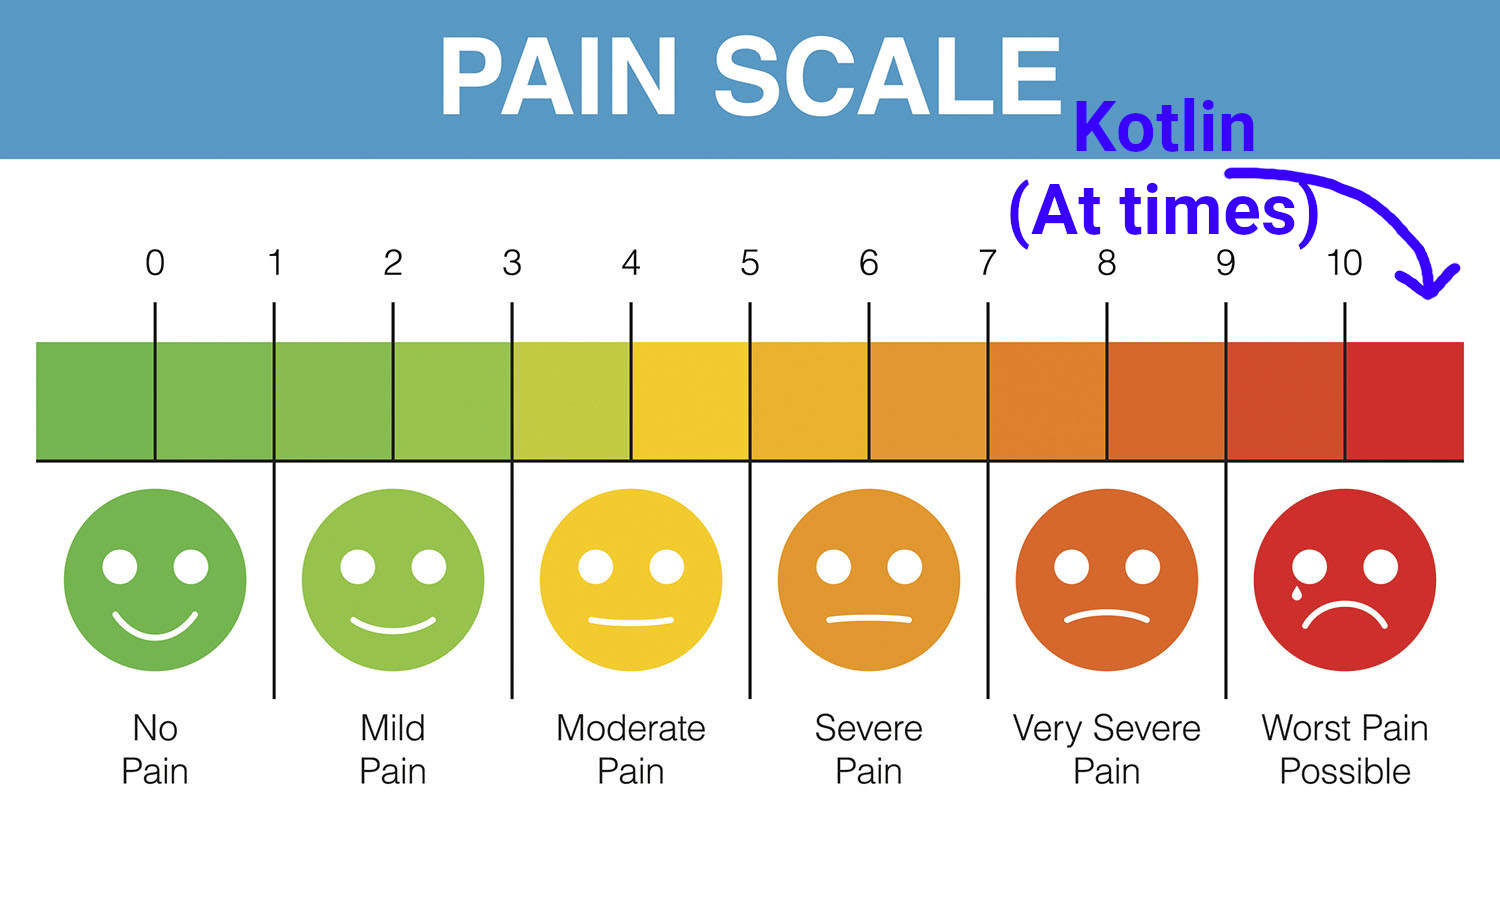 PAIN SCALE
Kotlin
(At times)
0 1 2 3 4 5 6 7 8 9 10
No
Pain
Mild
Pain
Moderate
Pain
Severe
Pain
Very Severe
Pain
Worst Pain
Possible